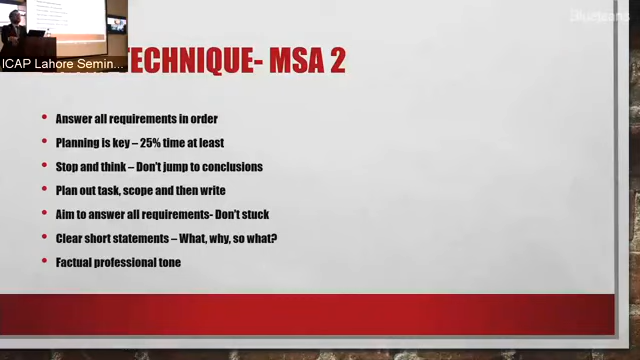 BlueJeans
ICAP Lahore Semin...
TECHNIQUE- MSA 2
• Answer all requirements in order
• Planning is key – 25% time at least
• Stop and think – Don't jump to conclusions
• Plan out task, scope and then write
• Aim to answer all requirements- Don't stuck
• Clear short statements – What, why, so what?
• Factual professional tone